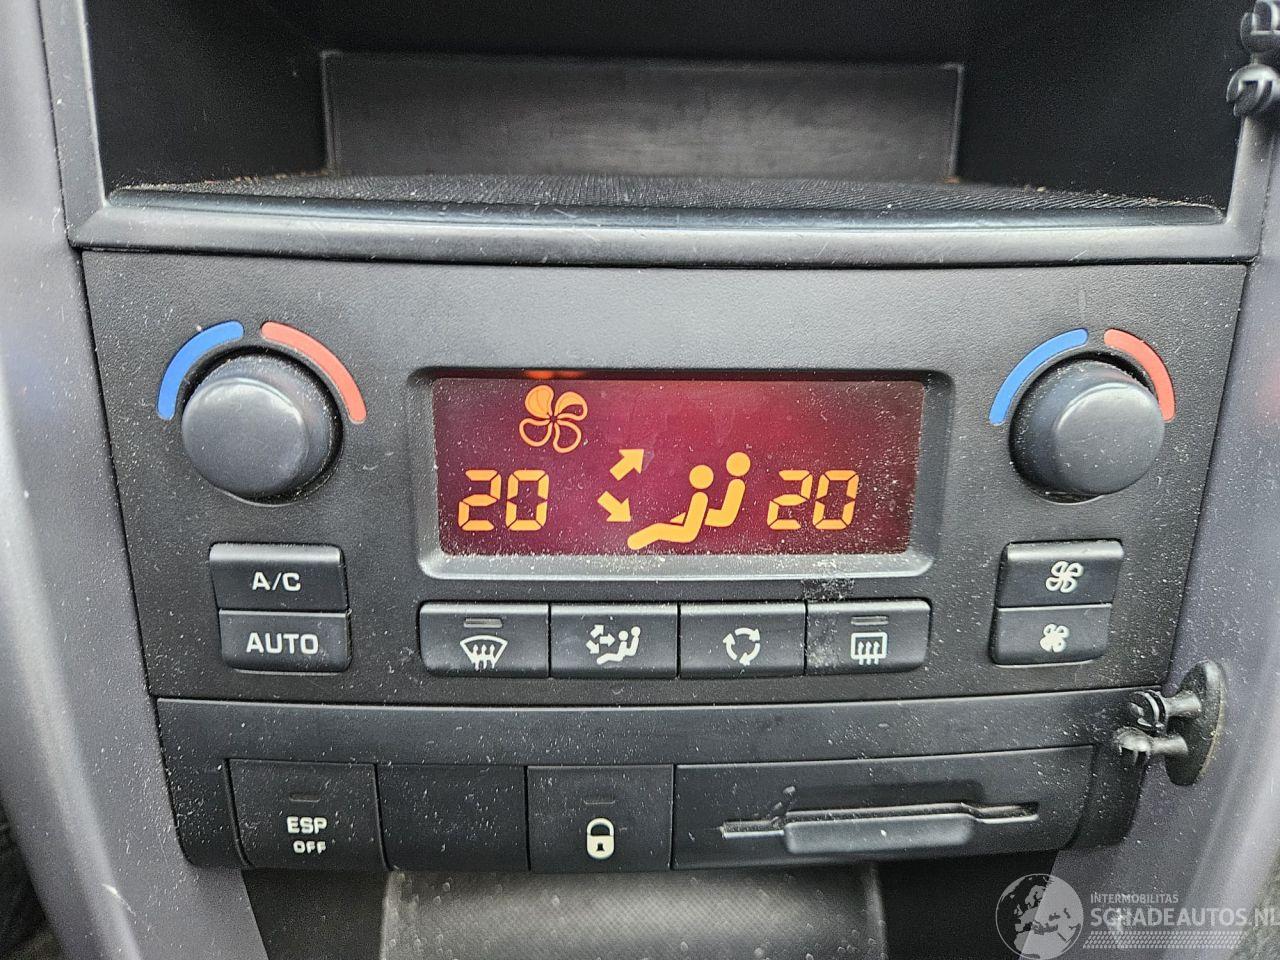 20 20
A/C
AUTO
ESP
OFF
INTERMOBILITAS
SCHADEAUTOS.NL